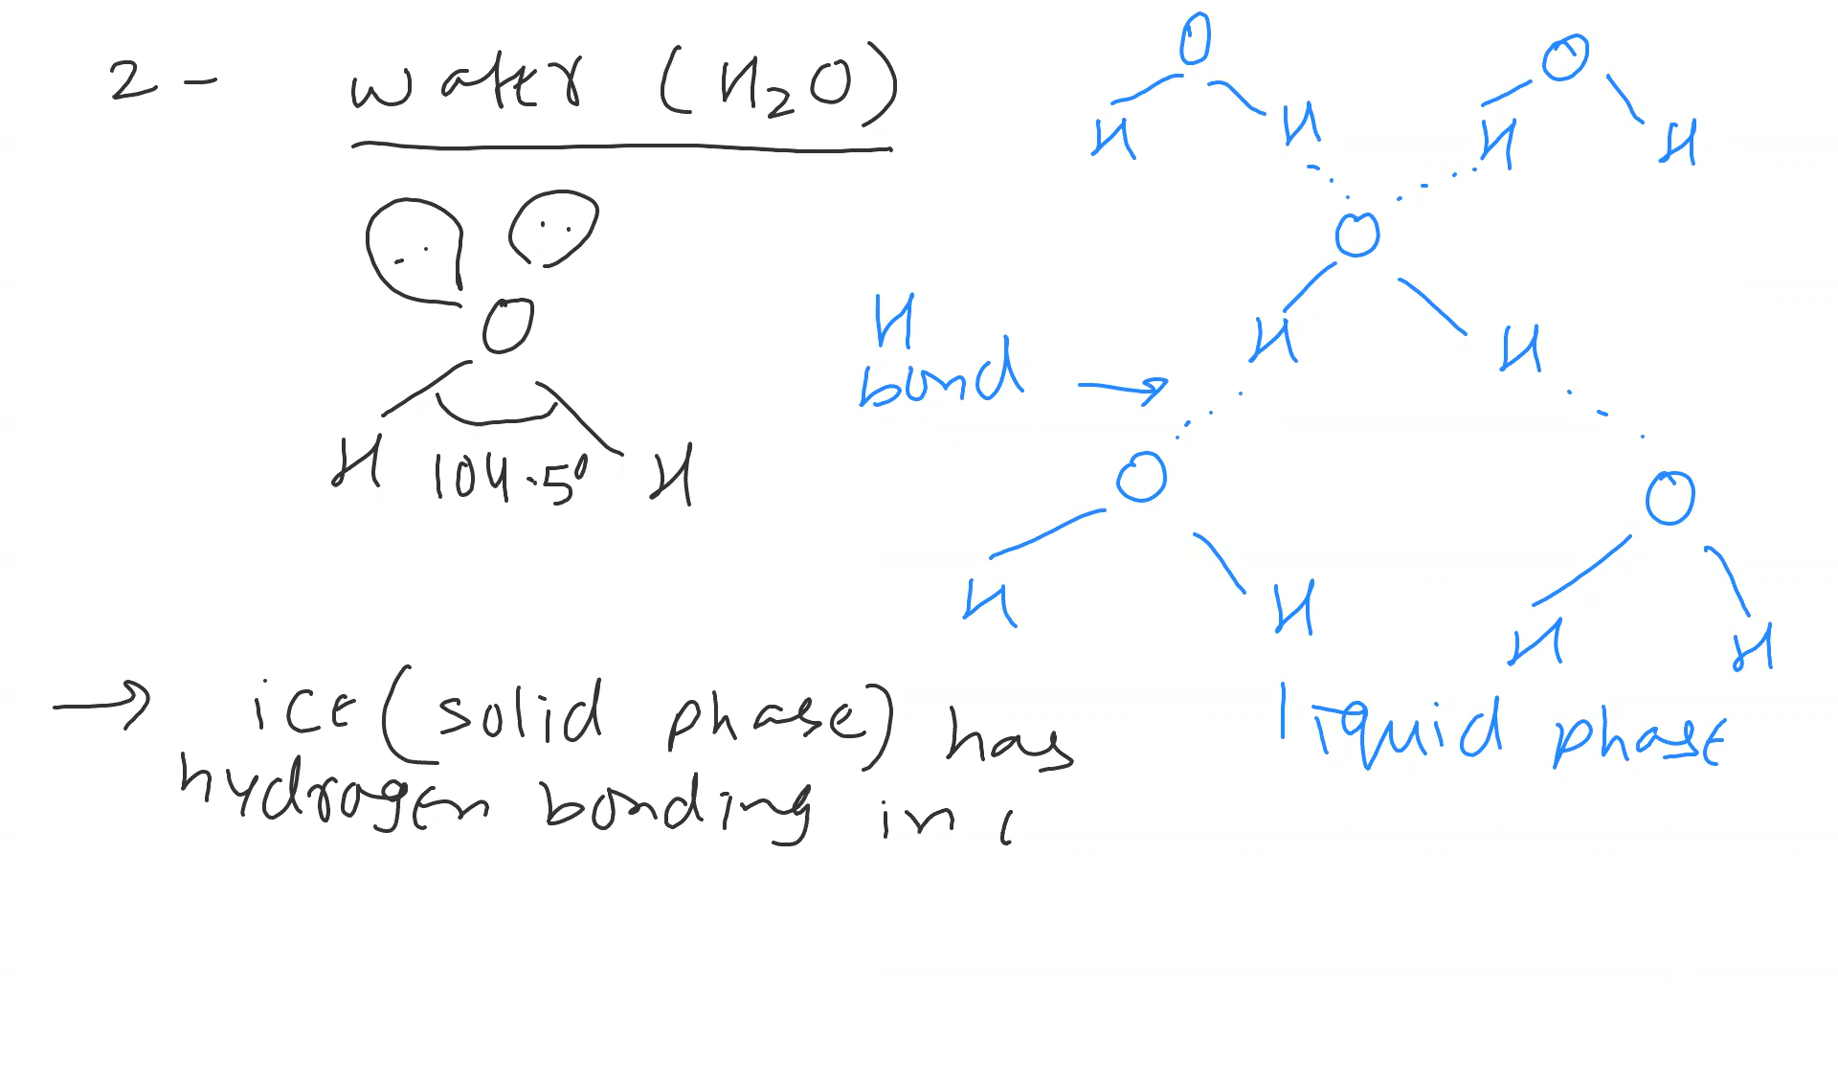 2- water (H2O)
O O
H H H H
O
H
bond → H H
O
H 104.5° H
O O
H H H H
→ ice (solid phase) has
hydrogen bonding in
liquid phase